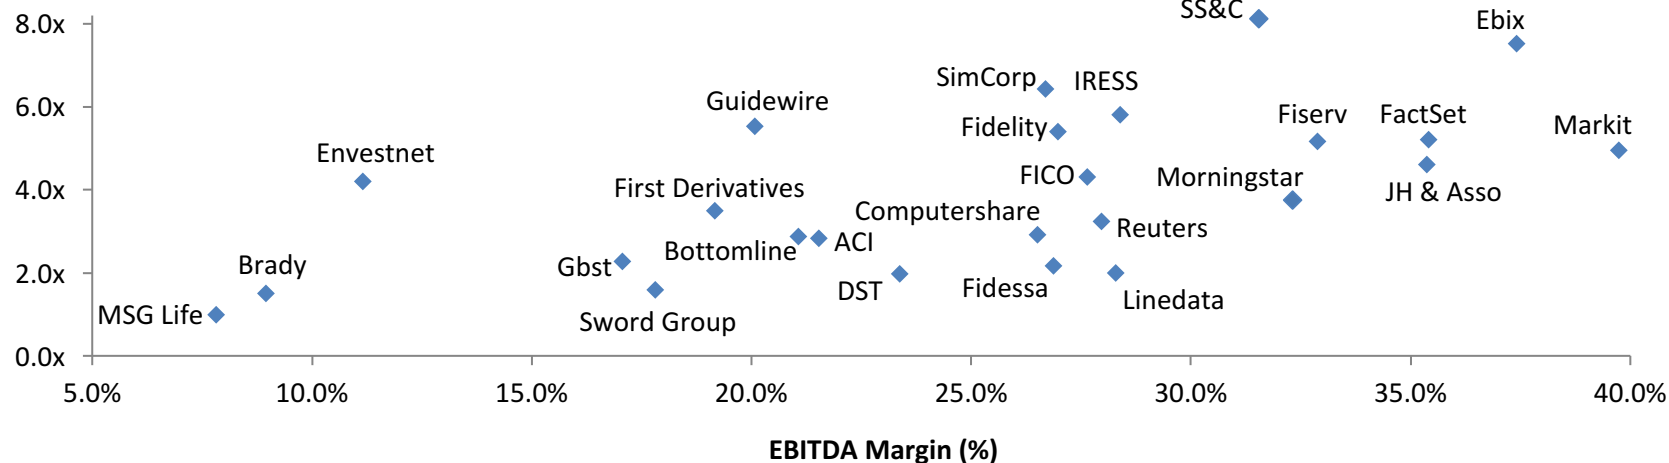 SS&C
8.0x
Ebix
SimCorp
IRESS
Guidewire
6.0x
Fiserv
FactSet
Markit
Fidelity
Envestnet
FICO
Morningstar
4.0x
First Derivatives
JH & Asso
Computershare
Reuters
Bottomline
ACI
Gbst
Brady
2.0x
DST
Fidessa
Linedata
MSG Life
Sword Group
0.0x
5.0%
10.0%
15.0%
20.0%
25.0%
30.0%
35.0%
40.0%
EBITDA Margin (%)